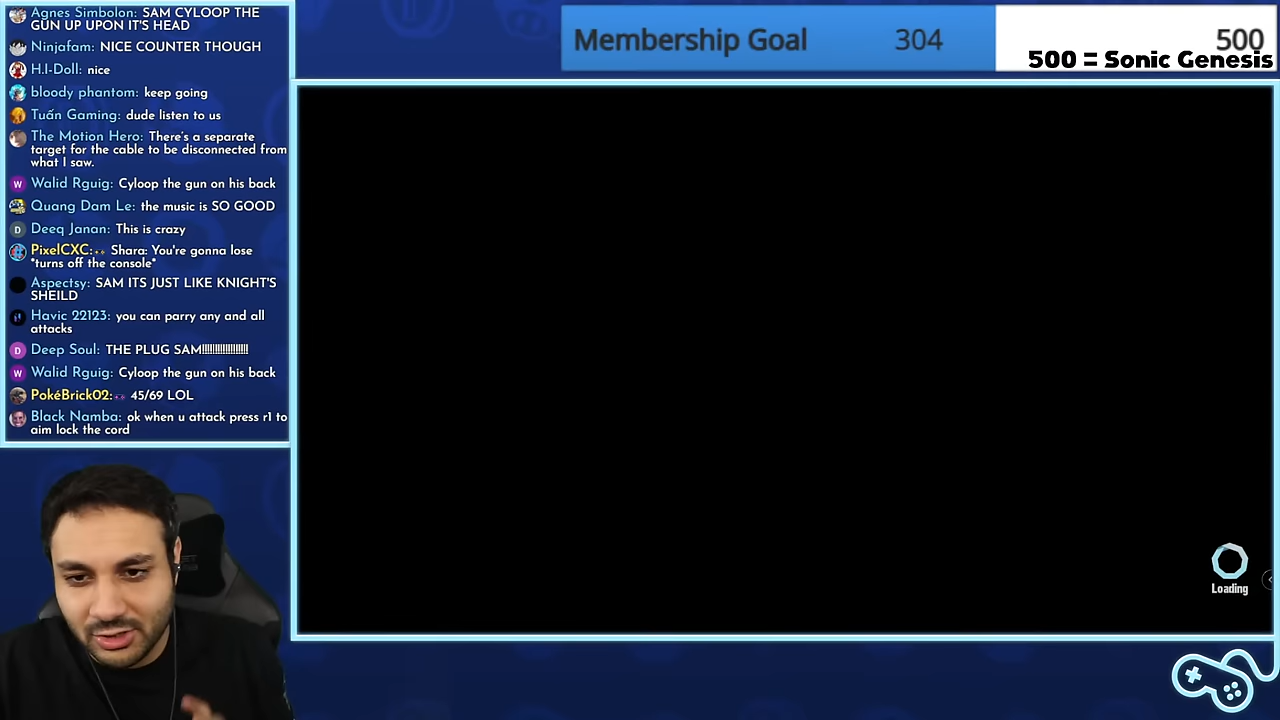 Agnes Simbolon: SAM CYLOOP THE
GUN UP UPON IT'S HEAD
Ninjafam: NICE COUNTER THOUGH
H.I-Doll: nice
bloody phantom: keep going
Tuấn Gaming: dude listen to us
The Motion Hero: There's a separate
target for the cable to be disconnected from
what I saw.
W Walid Rguig: Cyloop the gun on his back
Quang Dam Le: the music is SO GOOD
D Deeq Janan: This is crazy
PixelCXC: Shara: You're gonna lose
*turns off the console*
Aspectsy: SAM ITS JUST LIKE KNIGHT'S
SHEILD
Havic 22123: you can parry any and all
attacks
D Deep Soul: THE PLUG SAM!!!!!!!!!!!!!!!!!!
W Walid Rguig: Cyloop the gun on his back
PokéBrick02: 45/69 LOL
Black Namba: ok when u attack press r1 to
aim lock the cord
Membership Goal 304 500
500 = Sonic Genesis
Loading